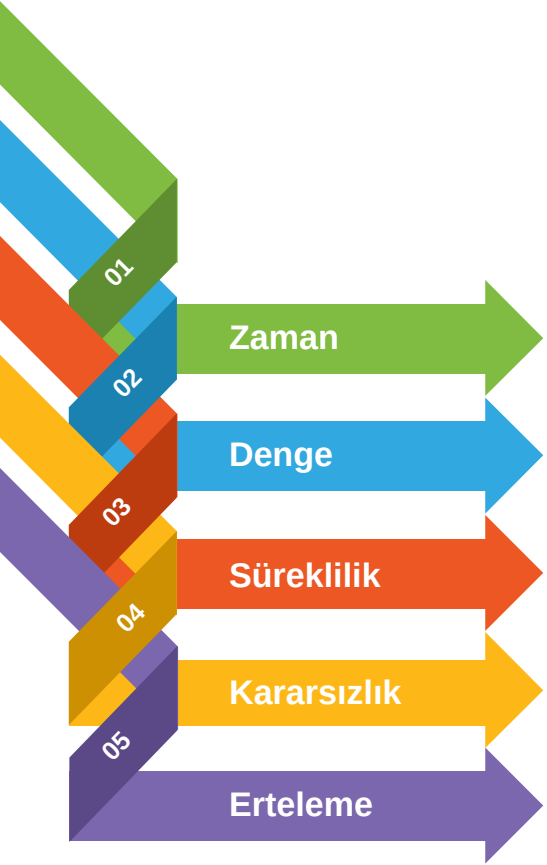 01
Zaman
02
Denge
03
Süreklilik
04
Kararsızlık
05
Erteleme